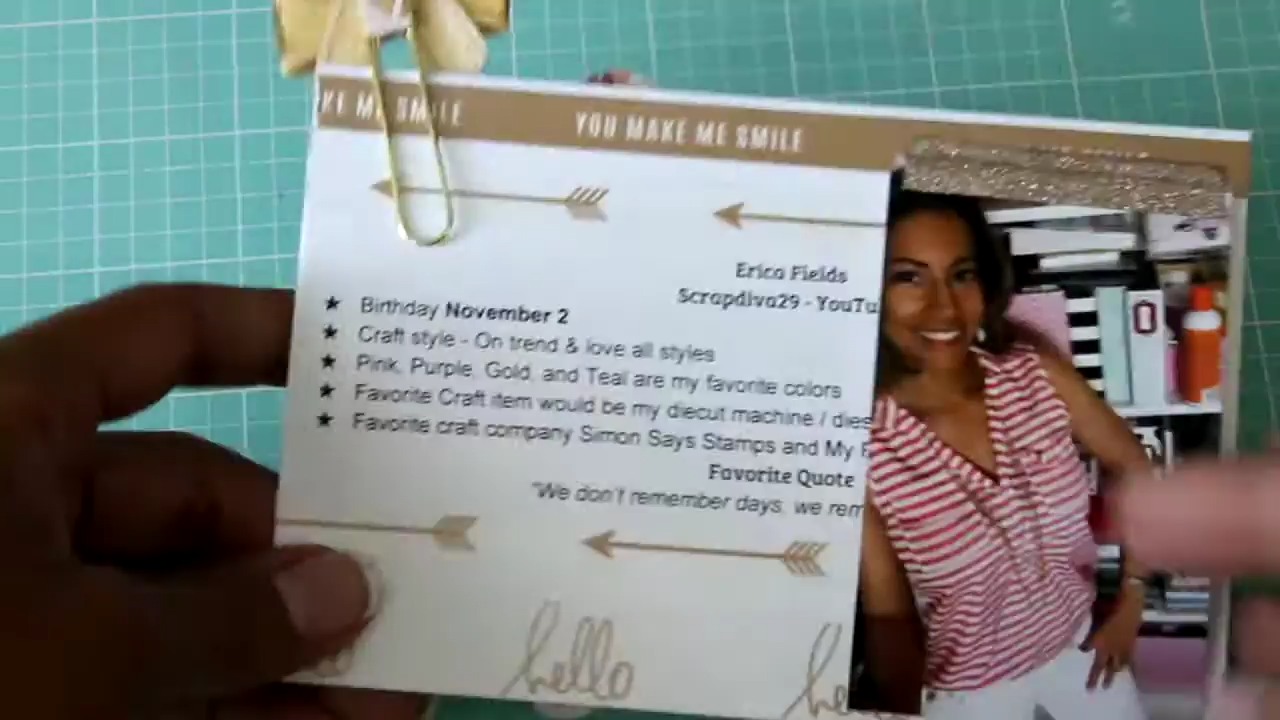 KE ME SMILE YOU MAKE ME SMILE
Erica Fields
Scrapdiva29 - YouTu
★ Birthday November 2
★ Craft style - On trend & love all styles
★ Pink, Purple, Gold, and Teal are my favorite colors
★ Favorite Craft item would be my diecut machine / dies
★ Favorite craft company Simon Says Stamps and My F
Favorite Quote
"We don't remember days, we rem
hello he